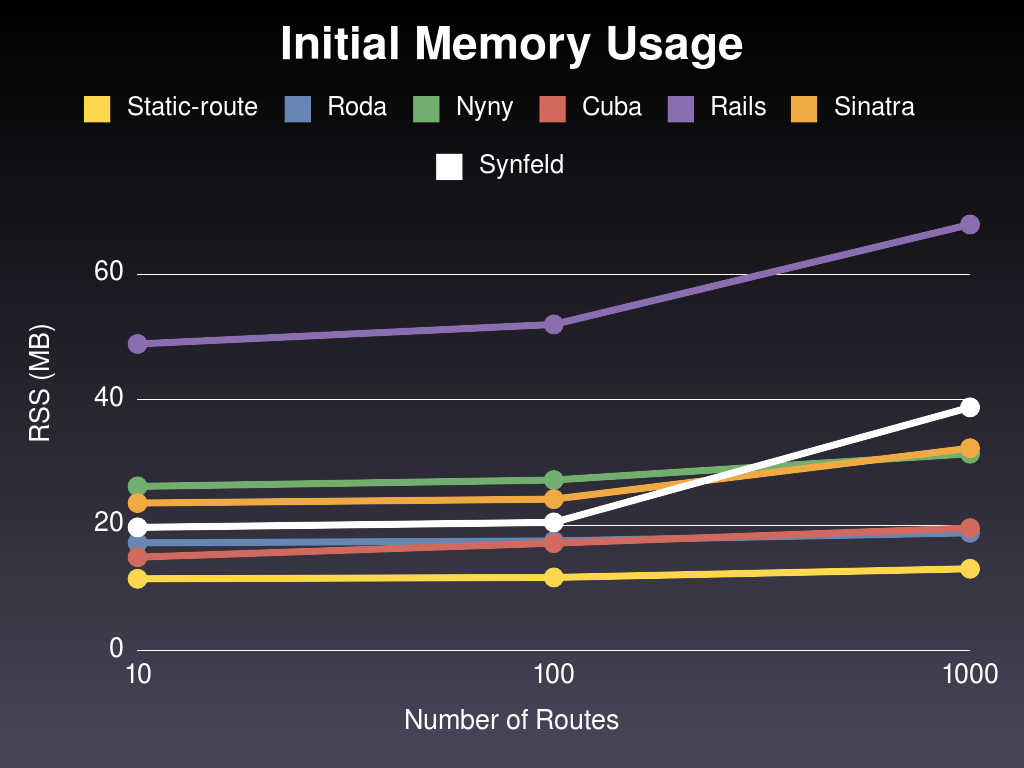 Initial Memory Usage
Static-route Roda Nyny Cuba Rails Sinatra
Synfeld
60
40
20
0
RSS (MB)
10 100 1000
Number of Routes